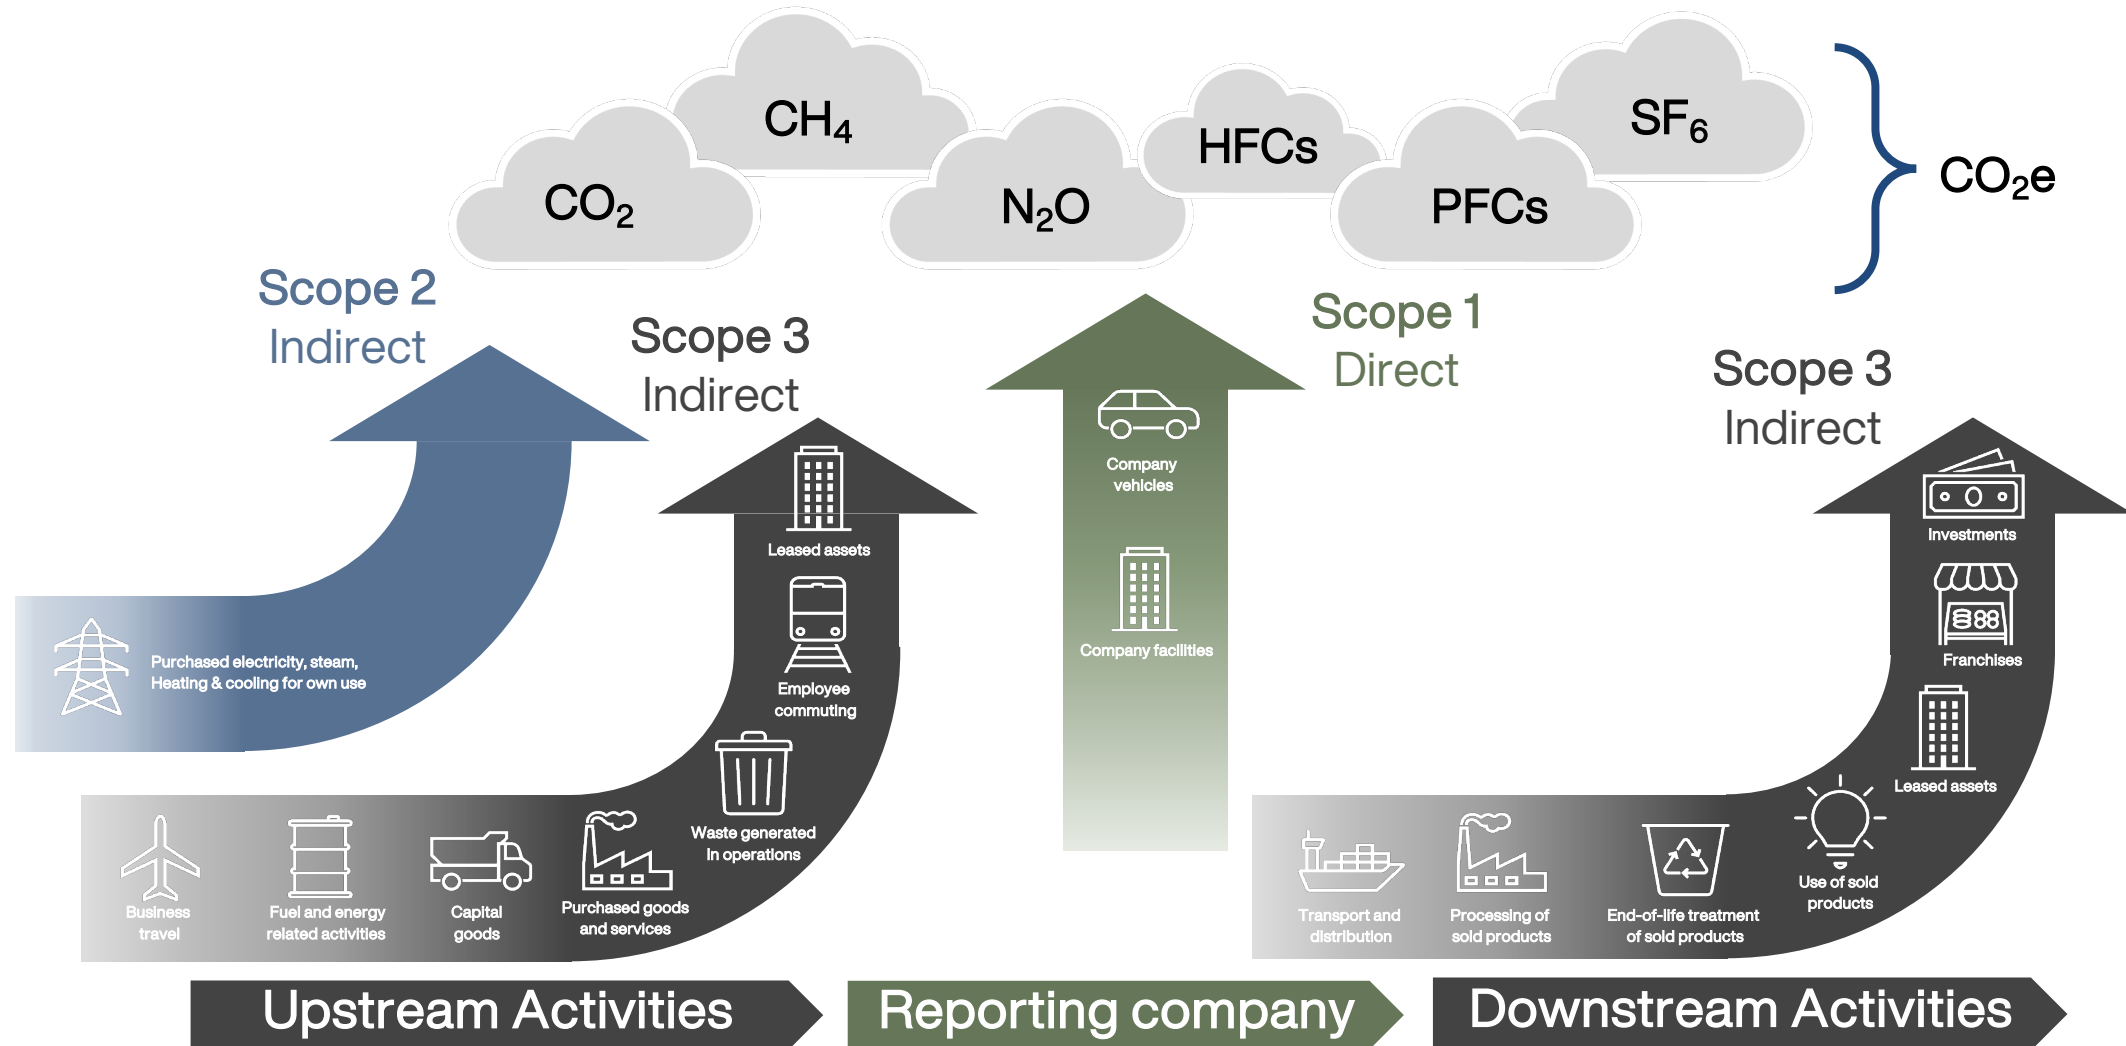 CH₄
SF₆
HFCs
CO₂e
CO₂
N₂O
PFCs
Scope 2
Indirect
Scope 3
Indirect
Scope 1
Direct
Scope 3
Indirect
Purchased electricity, steam,
Heating & cooling for own use
Leased assets
Employee
commuting
Waste generated
In operations
Business
travel
Fuel and energy
related activities
Capital
goods
Purchased goods
and services
Company
vehicles
Company facilities
Investments
Franchises
Leased assets
Use of sold
products
Transport and
distribution
Processing of
sold products
End-of-life treatment
of sold products
Upstream Activities
Reporting company
Downstream Activities